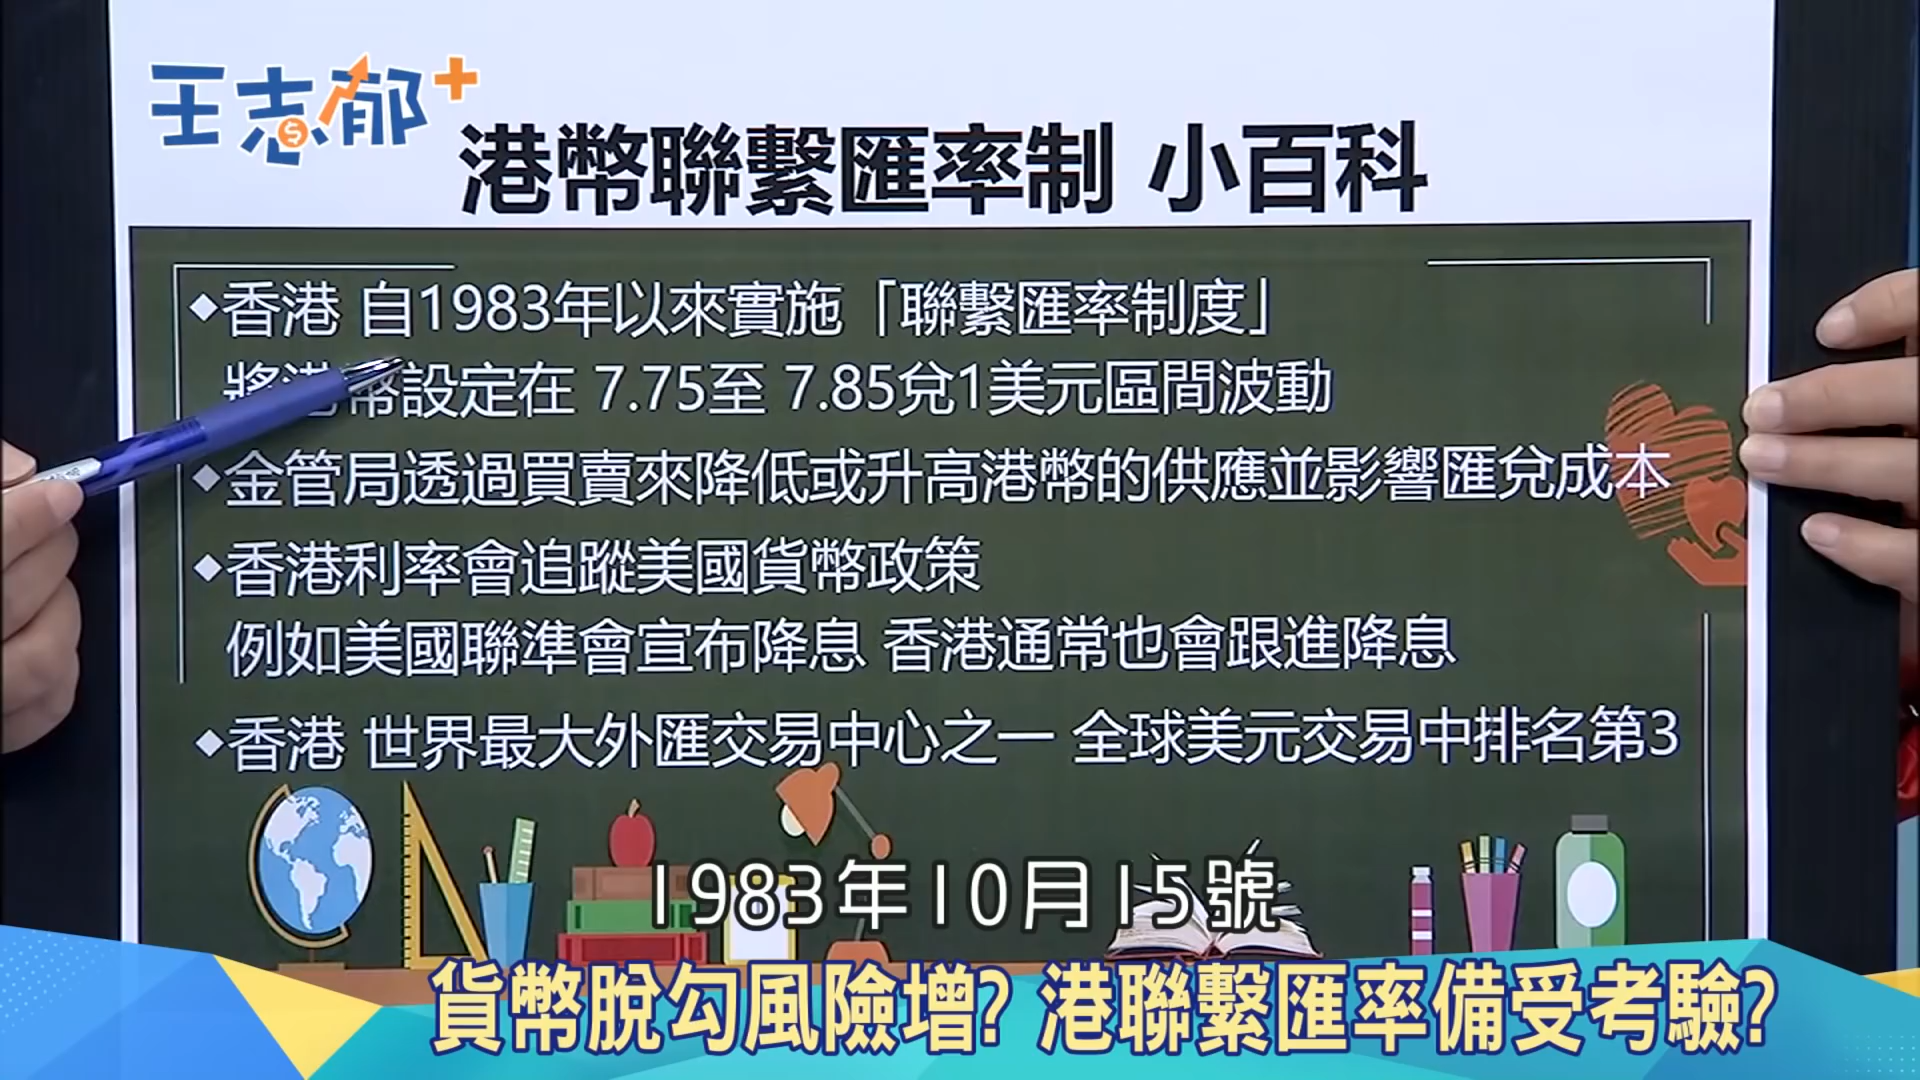 王志郁+
港幣聯繫匯率制 小百科
◆香港 自1983年以來實施「聯繫匯率制度」
將港幣設定在 7.75至 7.85兌1美元區間波動
◆金管局透過買賣來降低或升高港幣的供應並影響匯兌成本
◆香港利率會追蹤美國貨幣政策
例如美國聯準會宣布降息 香港通常也會跟進降息
◆香港 世界最大外匯交易中心之一 全球美元交易中排名第3
1983年10月15號
貨幣脫勾風險增? 港聯繫匯率備受考驗?